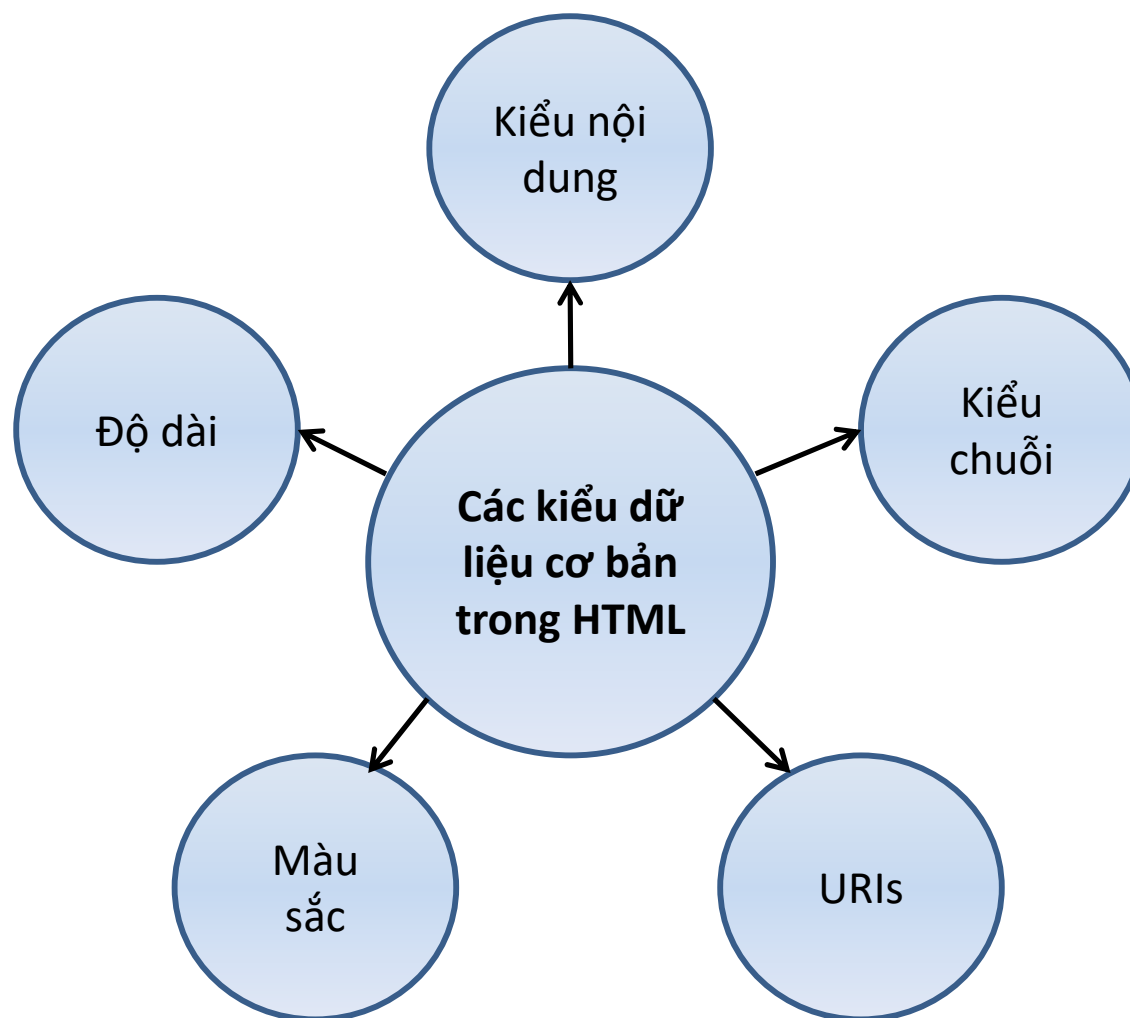 Kiểu nội
dung
Độ dài
Kiểu
chuỗi
Các kiểu dữ
liệu cơ bản
trong HTML
Màu
sắc
URIs